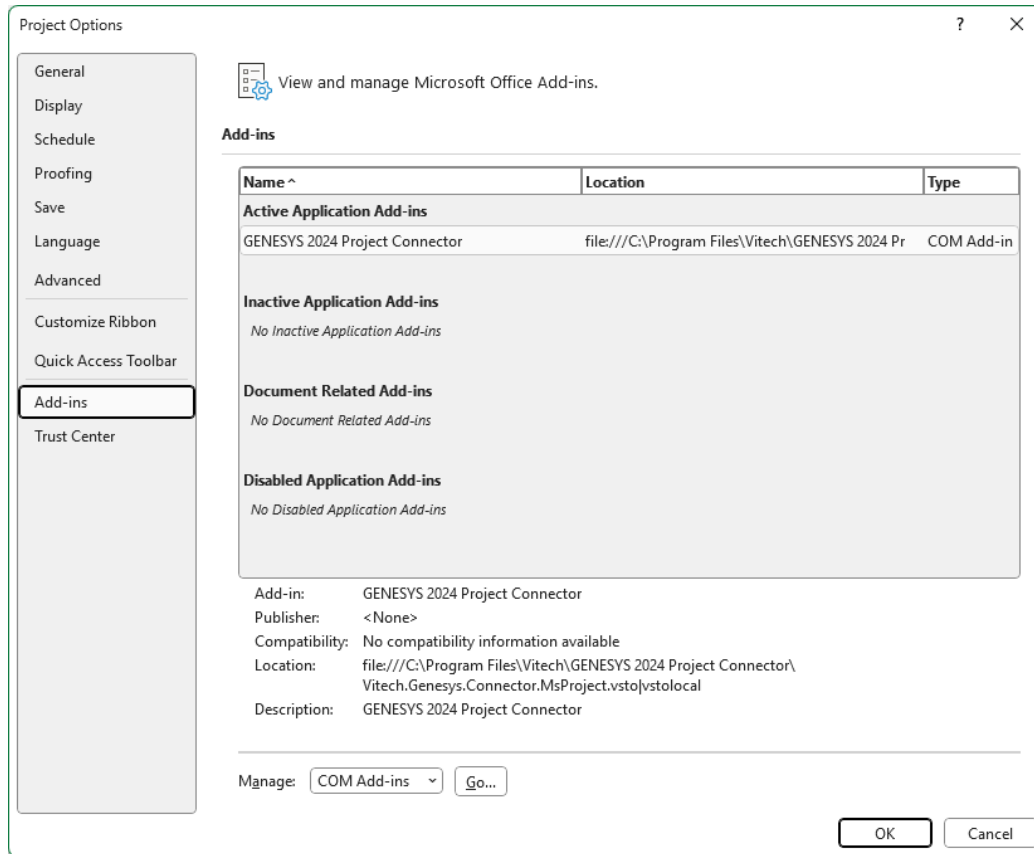 Project Options ? ×
General
Display
Schedule
Proofing
Save
Language
Advanced
Customize Ribbon
Quick Access Toolbar
Add-ins
Trust Center
View and manage Microsoft Office Add-ins.
Add-ins
Name Location Type
Active Application Add-ins
GENESYS 2024 Project Connector file:///C:\Program Files\Vitech\GENESYS 2024 Pr COM Add-in
Inactive Application Add-ins
No Inactive Application Add-ins
Document Related Add-ins
No Document Related Add-ins
Disabled Application Add-ins
No Disabled Application Add-ins
Add-in: GENESYS 2024 Project Connector
Publisher: <None>
Compatibility: No compatibility information available
Location: file:///C:\Program Files\Vitech\GENESYS 2024 Project Connector\
Vitech.Genesys.Connector.MsProject.vsto|vstolocal
Description: GENESYS 2024 Project Connector
Manage: COM Add-ins Go...
OK Cancel